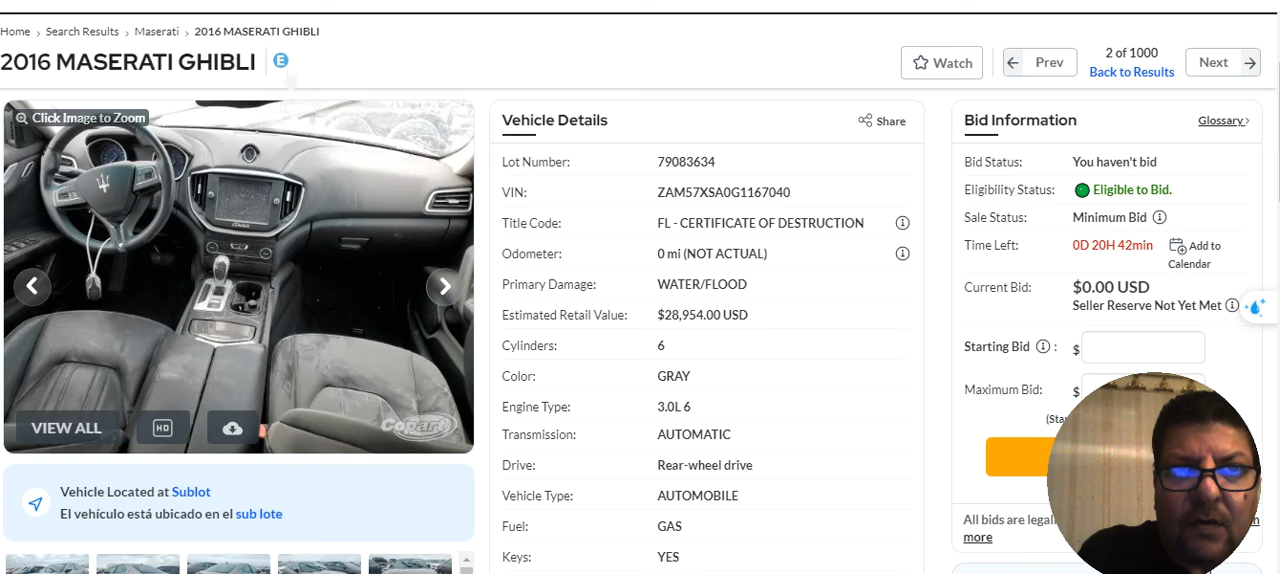 Home > Search Results > Maserati > 2016 MASERATI GHIBLI
2016 MASERATI GHIBLI
E
Watch
Prev
2 of 1000
Back to Results
Next
Click Image to Zoom
VIEW ALL
HD
Copart
Vehicle Located at Sublot
El vehículo está ubicado en el sub lote
Vehicle Details
Share
Lot Number: 79083634
VIN: ZAM57XSA0G1167040
Title Code: FL - CERTIFICATE OF DESTRUCTION
Odometer: 0 mi (NOT ACTUAL)
Primary Damage: WATER/FLOOD
Estimated Retail Value: $28,954.00 USD
Cylinders: 6
Color: GRAY
Engine Type: 3.0L 6
Transmission: AUTOMATIC
Drive: Rear-wheel drive
Vehicle Type: AUTOMOBILE
Fuel: GAS
Keys: YES
Bid Information
Glossary
Bid Status: You haven't bid
Eligibility Status: Eligible to Bid.
Sale Status: Minimum Bid
Time Left: 0D 20H 42min
Add to
Calendar
Current Bid: $0.00 USD
Seller Reserve Not Yet Met
Starting Bid : $
Maximum Bid: $
All bids are
more